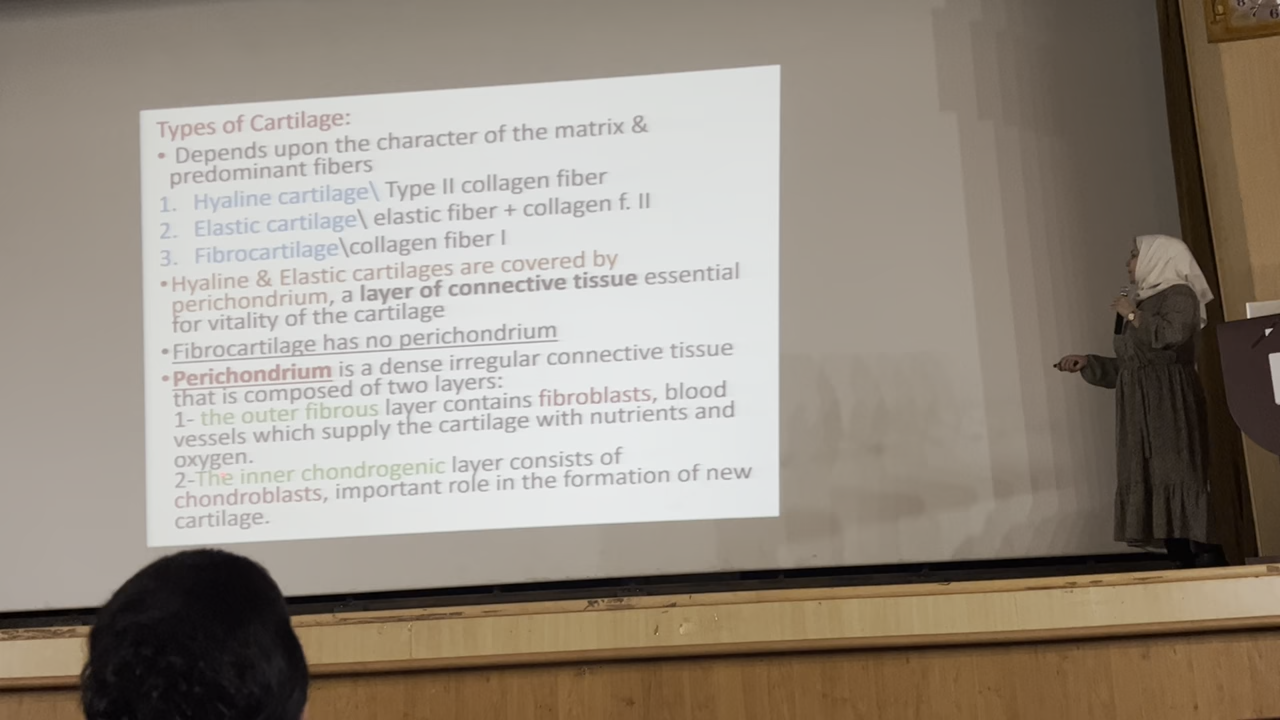 Types of Cartilage:
• Depends upon the character of the matrix &
predominant fibers
1. Hyaline cartilage\ Type II collagen fiber
2. Elastic cartilage\ elastic fiber + collagen f. II
3. Fibrocartilage\collagen fiber I
•Hyaline & Elastic cartilages are covered by
perichondrium, a layer of connective tissue essential
for vitality of the cartilage
•Fibrocartilage has no perichondrium
•Perichondrium is a dense irregular connective tissue
that is composed of two layers:
1- the outer fibrous layer contains fibroblasts, blood
vessels which supply the cartilage with nutrients and
oxygen.
2-The inner chondrogenic layer consists of
chondroblasts, important role in the formation of new
cartilage.